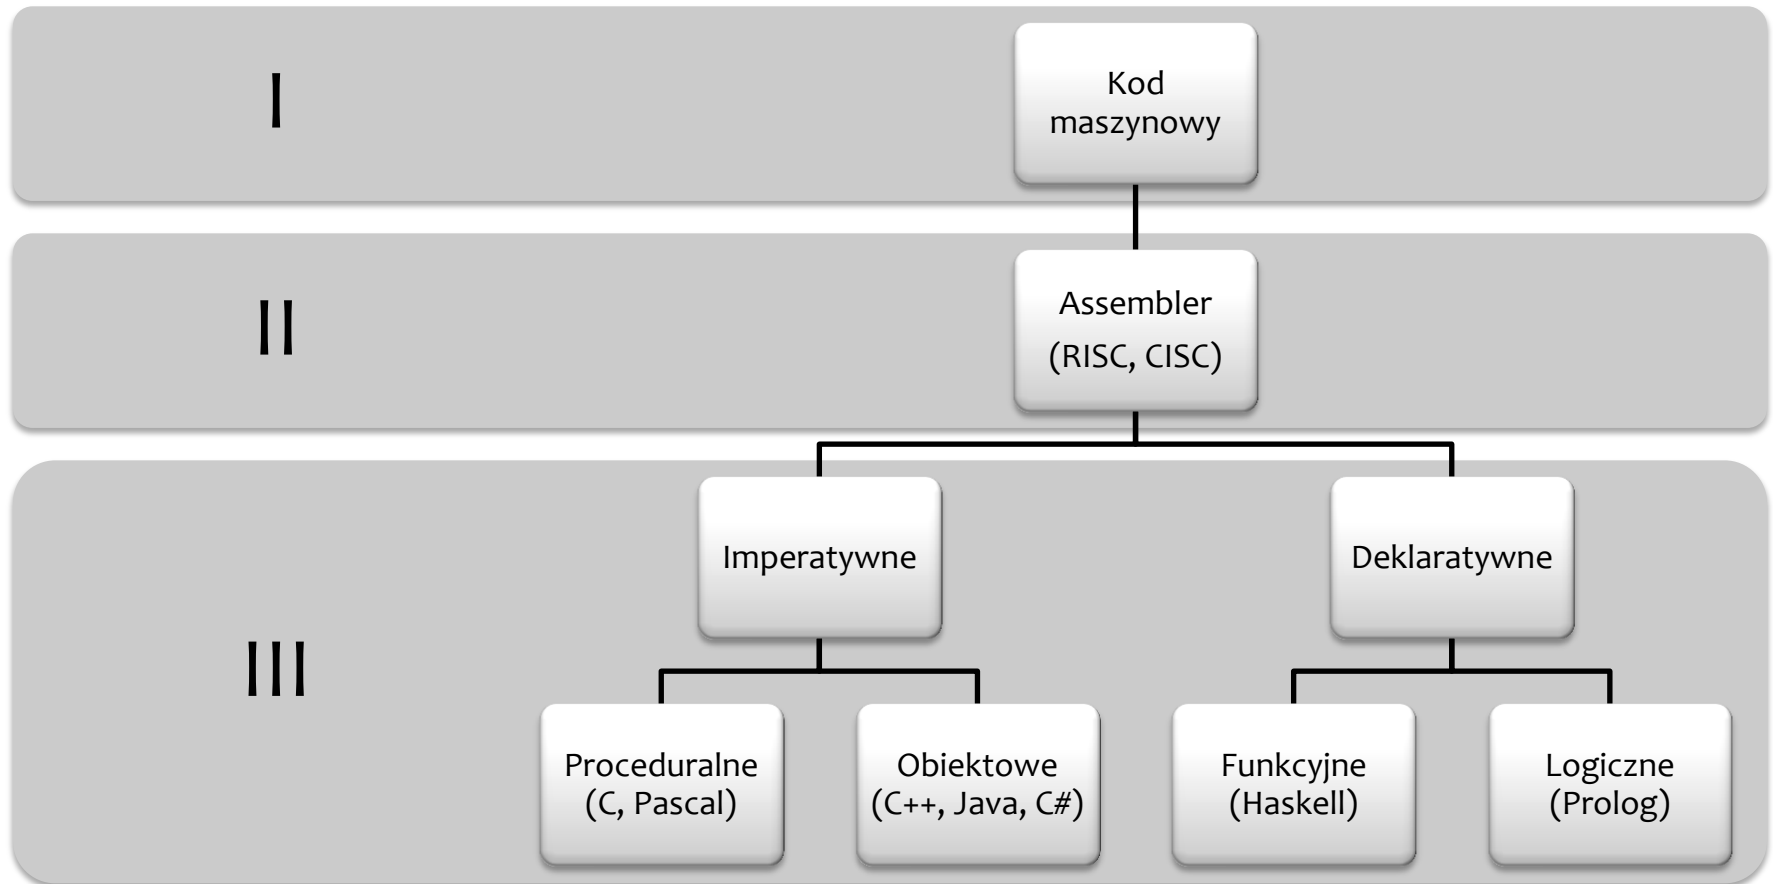 I
Kod
maszynowy
II
Assembler
(RISC, CISC)
III
Imperatywne
Deklaratywne
Proceduralne
(C, Pascal)
Obiektowe
(C++, Java, C#)
Funkcyjne
(Haskell)
Logiczne
(Prolog)